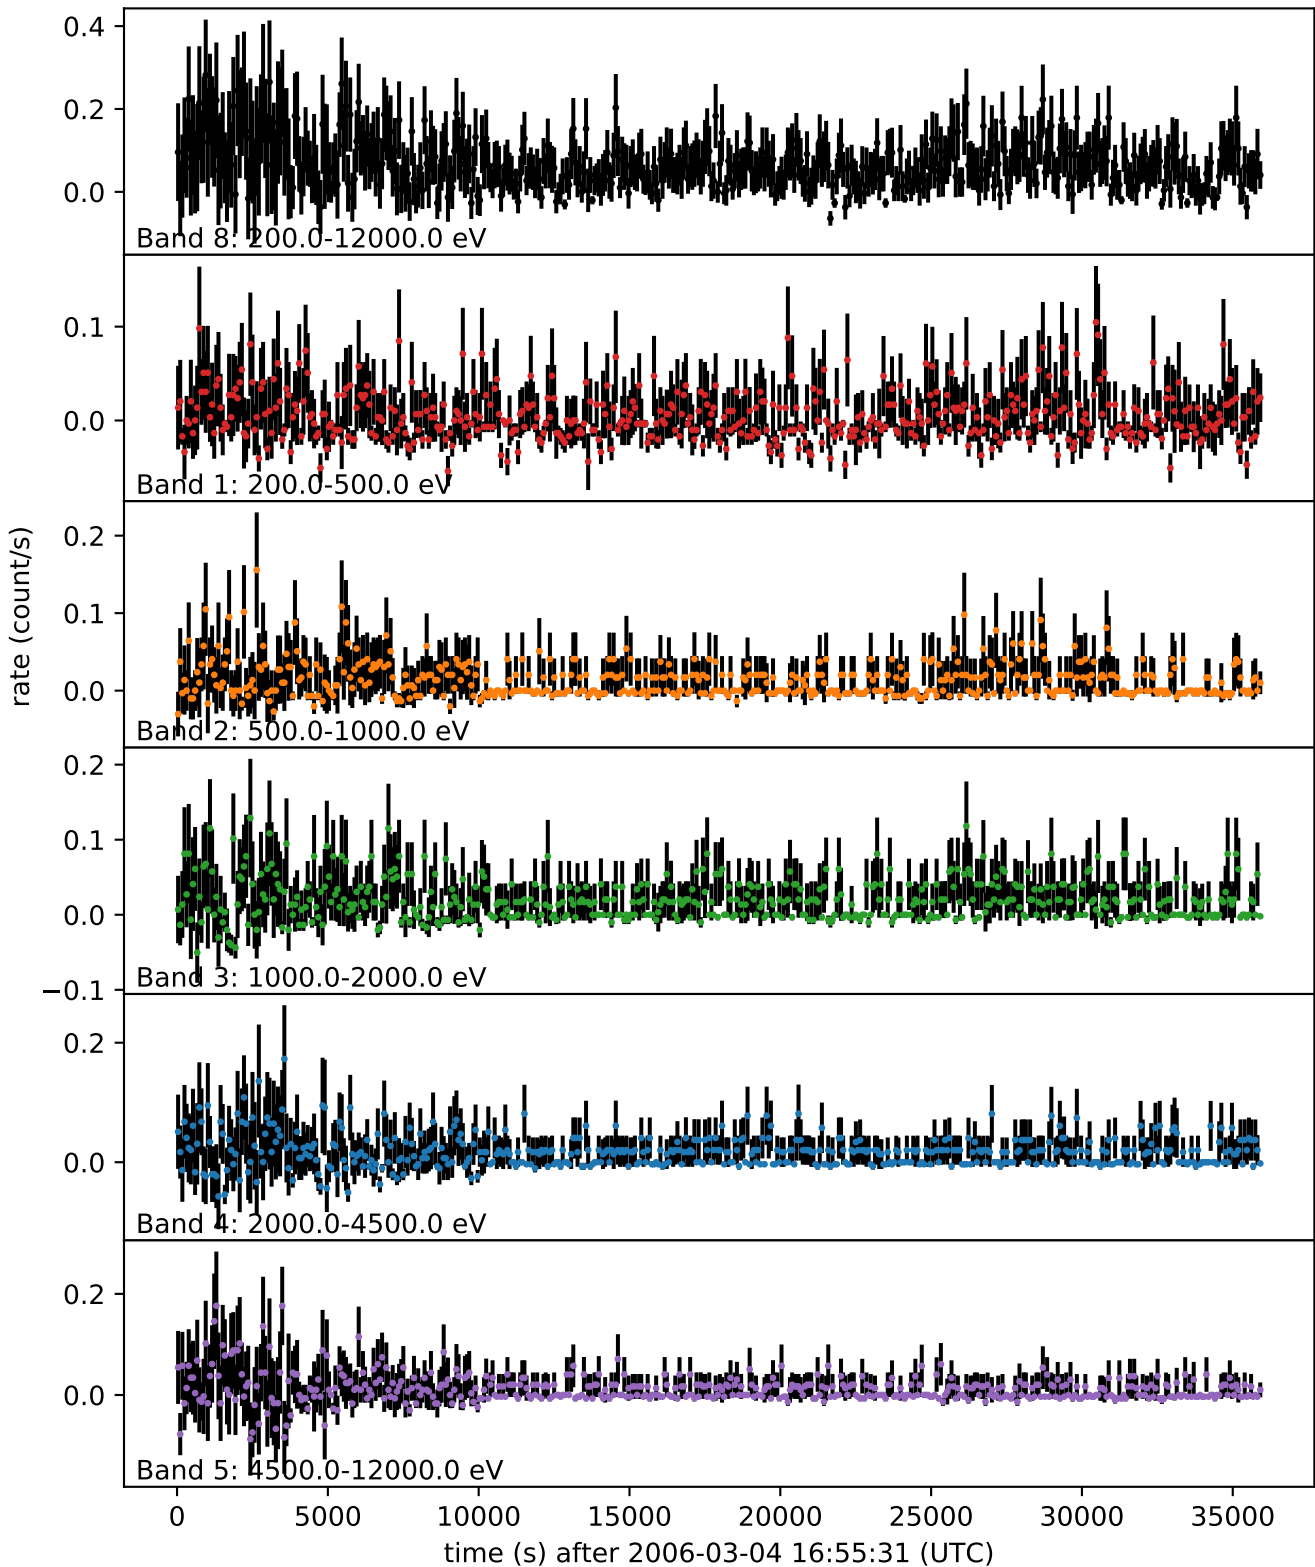 0.4
0.2
0.0
Band 8: 200.0-12000.0 eV
0.1
0.0
Band 1: 200.0-500.0 eV
0.2
0.1
0.0
Band 2: 500.0-1000.0 eV
rate (count/s)
0.2
0.1
0.0
−0.1
Band 3: 1000.0-2000.0 eV
0.2
0.0
Band 4: 2000.0-4500.0 eV
0.2
0.0
Band 5: 4500.0-12000.0 eV
0 5000 10000 15000 20000 25000 30000 35000
time (s) after 2006-03-04 16:55:31 (UTC)